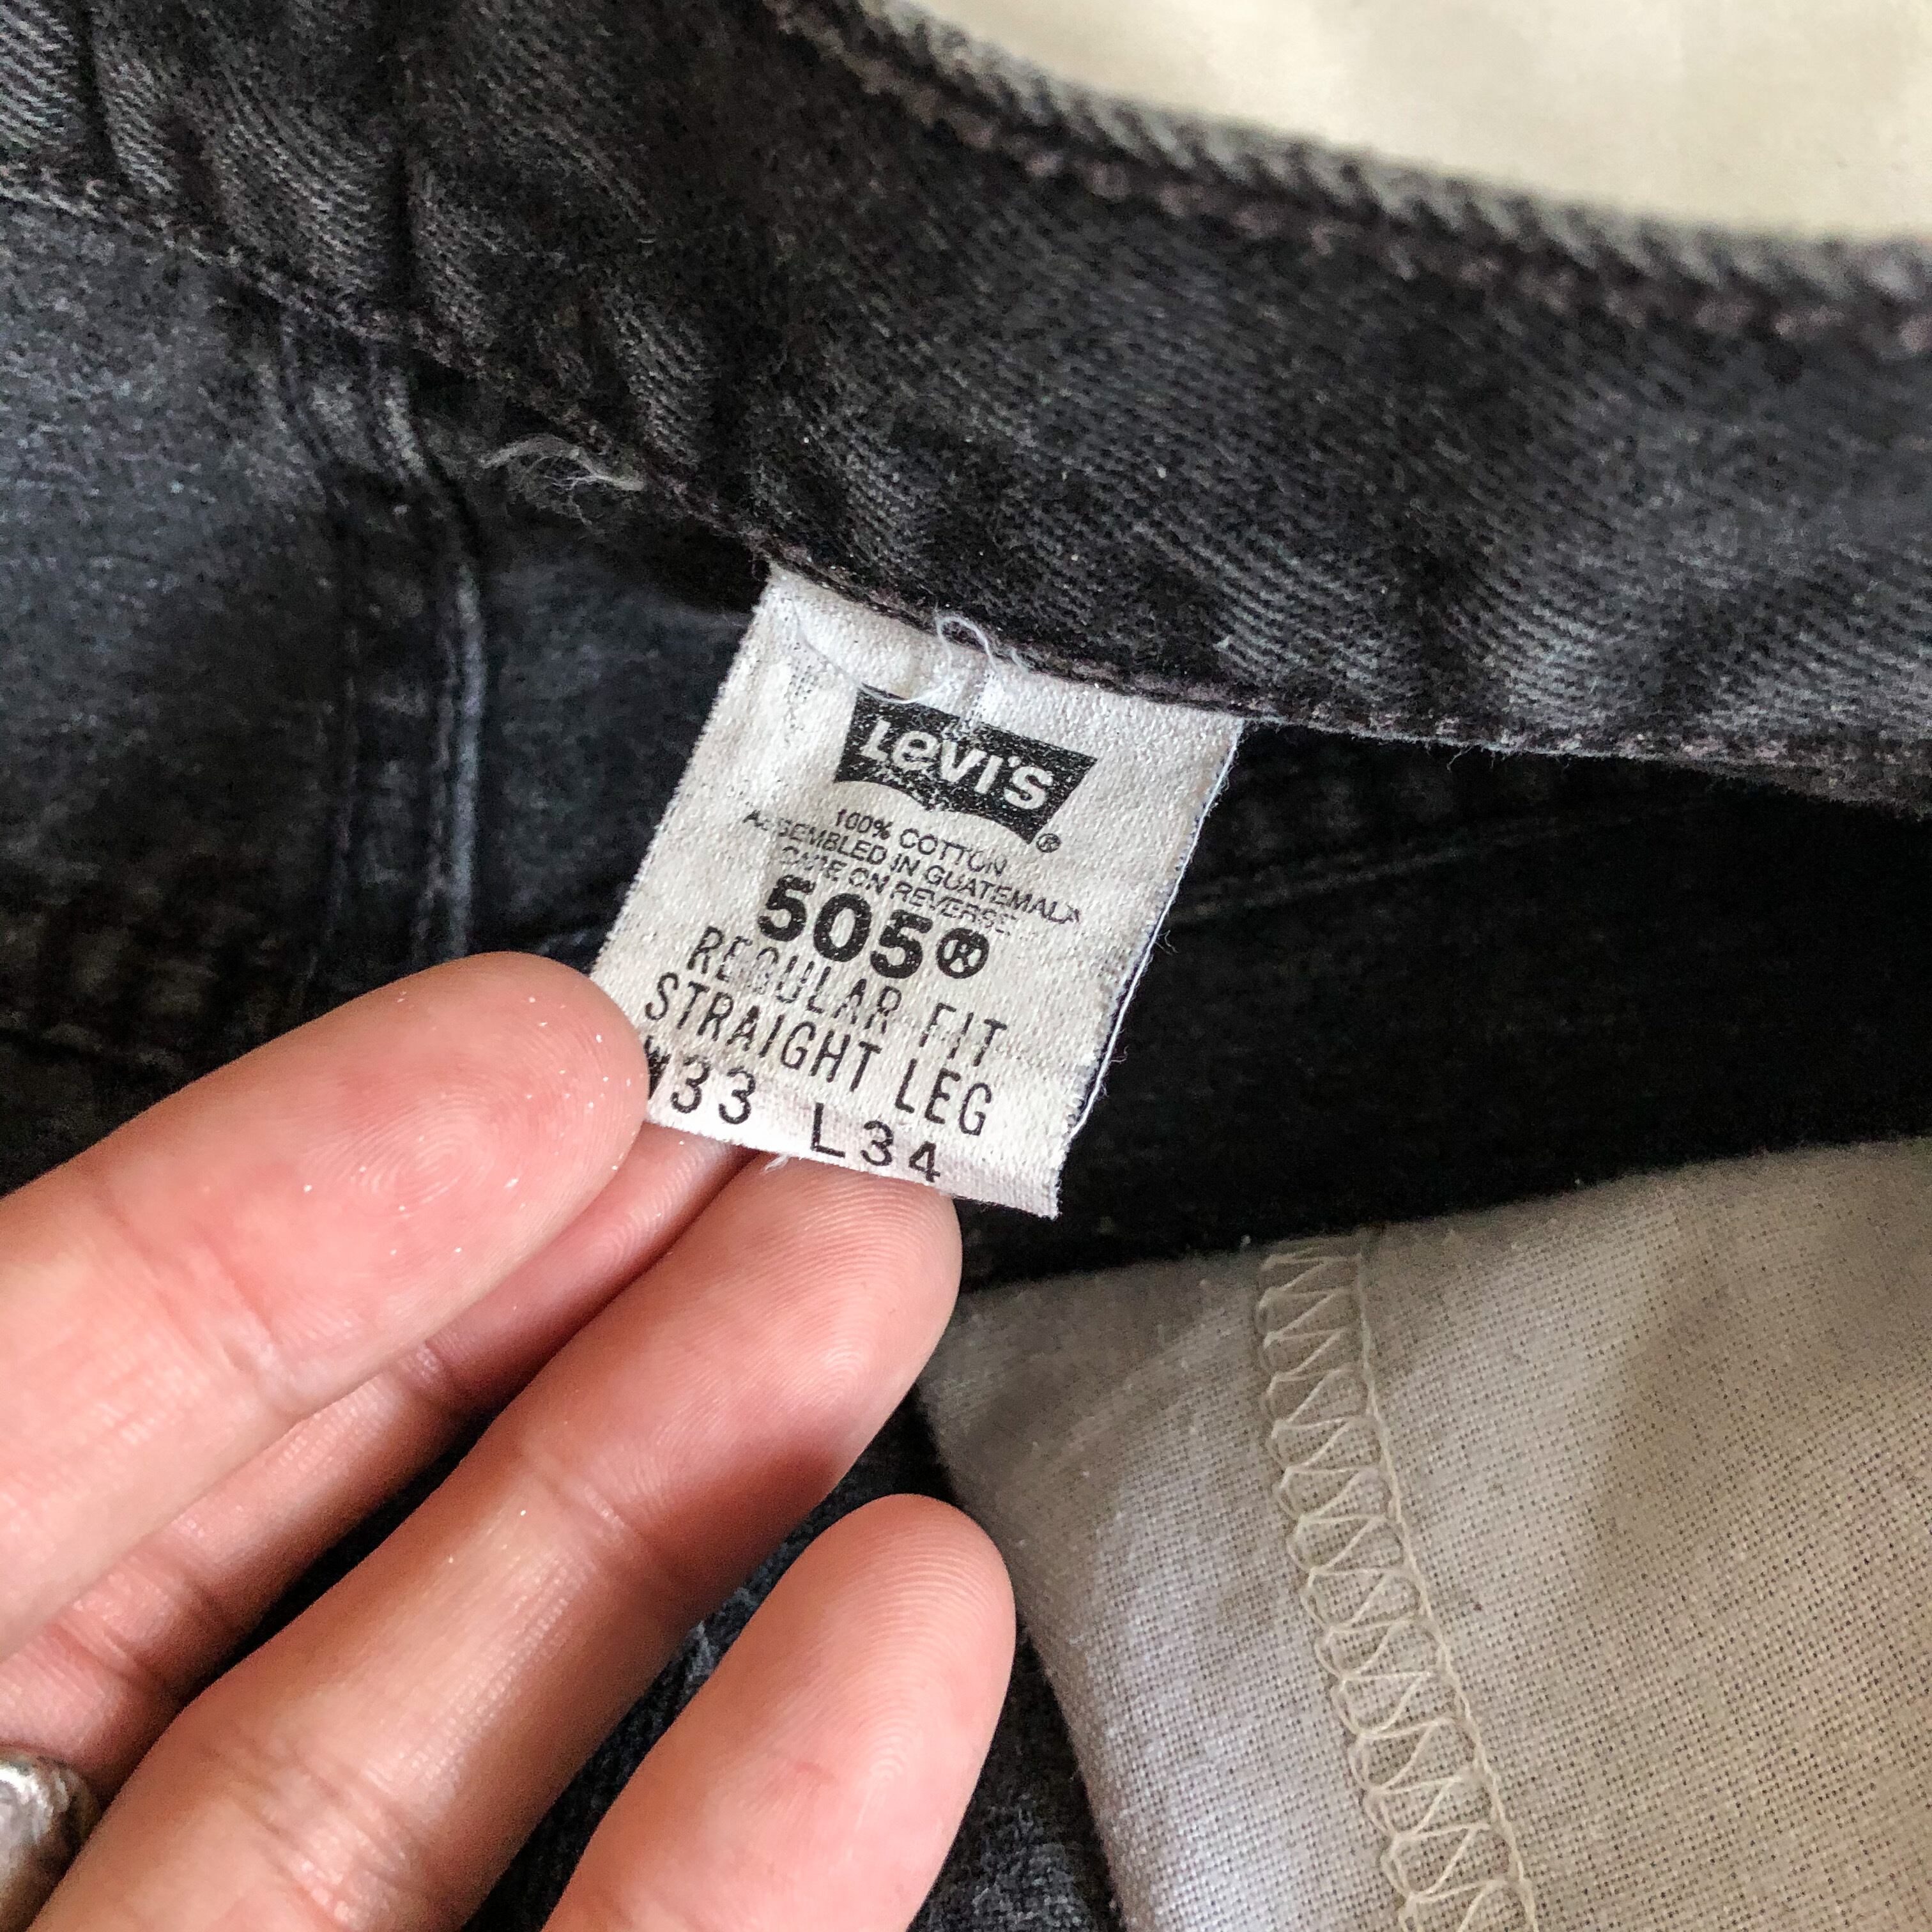 Levi's®
100% COTTON
ASSEMBLED IN GUATEMALA
CARE ON REVERSE
505®
REGULAR FIT
STRAIGHT LEG
W33 L34